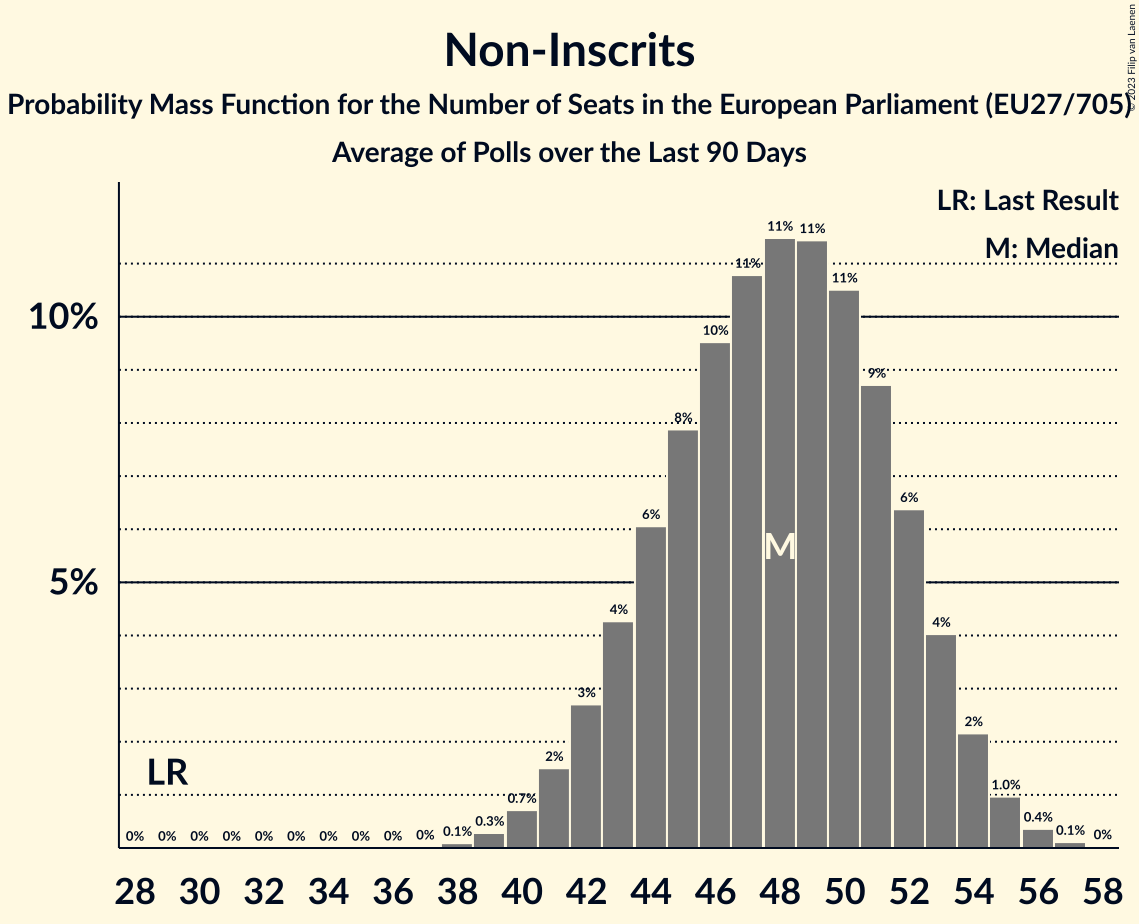 Non-Inscrits
Probability Mass Function for the Number of Seats in the European Parliament (EU27/705)
Average of Polls over the Last 90 Days
© 2023 Filip van Laenen
LR: Last Result
M: Median
10%
5%
0% 0% 0% 0% 0% 0% 0% 0% 0% 0% 0.1% 0.3% 0.7% 2% 3% 4% 6% 8% 10% 11% 11% 11% 11% 9% 6% 4% 2% 1.0% 0.4% 0.1% 0%
LR
M
28 30 32 34 36 38 40 42 44 46 48 50 52 54 56 58